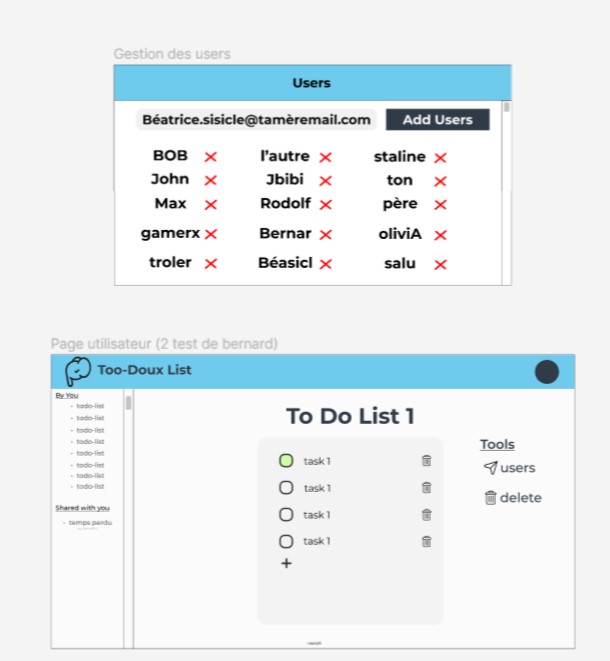 Gestion des users
Users
Béatrice.sisicle@tamèremail.com Add Users
BOB l'autre staline
John Jbibi ton
Max Rodolf père
gamerx Bernar oliviA
troler Béasicl salu
Page utilisateur (2 test de bernard)
Too-Doux List
By You
- todo-list
- todo-list
- todo-list
- todo-list
- todo-list
- todo-list
- todo-list
- todo-list
Shared with you
- temps perdu
To Do List 1
task 1
task 1
task 1
task 1
+
Tools
users
delete